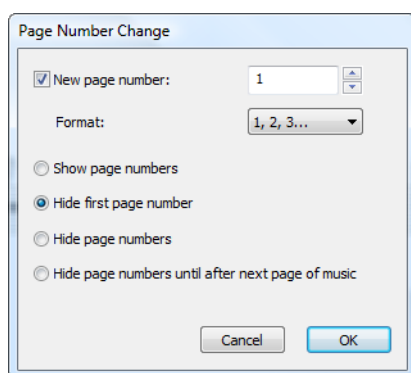 Page Number Change
New page number: 1
Format: 1, 2, 3...
Show page numbers
Hide first page number
Hide page numbers
Hide page numbers until after next page of music
Cancel OK